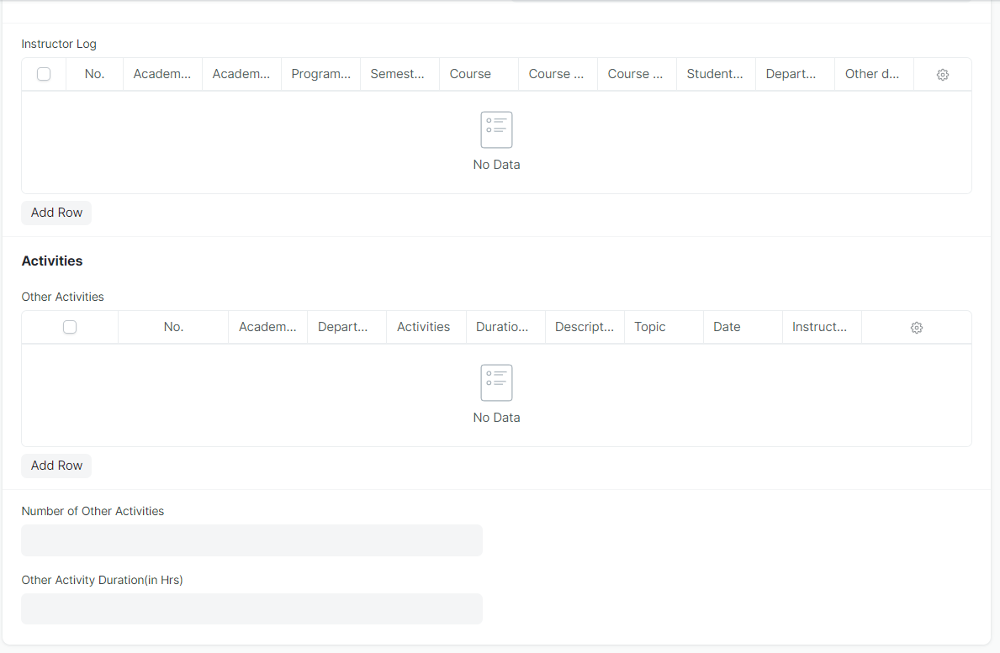 Instructor Log
No. Academ... Academ... Program... Semest... Course Course ... Course ... Student... Depart... Other d...
No Data
Add Row
Activities
Other Activities
No. Academ... Depart... Activities Duratio... Descript... Topic Date Instruct...
No Data
Add Row
Number of Other Activities
Other Activity Duration(in Hrs)